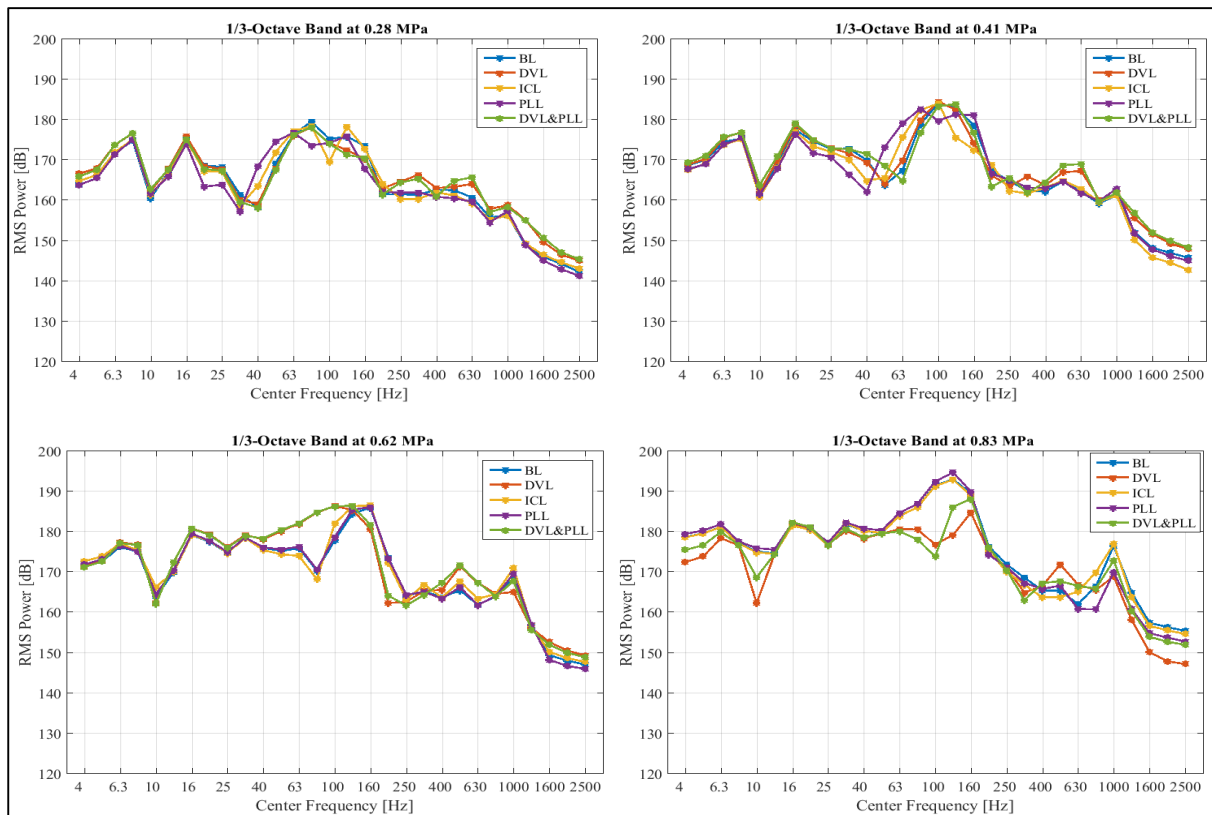 1/3-Octave Band at 0.28 MPa
200
190
180
170
160
150
140
130
120
RMS Power [dB]
BL
DVL
ICL
PLL
DVL&PLL
4 6.3 10 16 25 40 63 100 160 250 400 630 1000 1600 2500
Center Frequency [Hz]
1/3-Octave Band at 0.41 MPa
200
190
180
170
160
150
140
130
120
RMS Power [dB]
BL
DVL
ICL
PLL
DVL&PLL
4 6.3 10 16 25 40 63 100 160 250 400 630 1000 1600 2500
Center Frequency [Hz]
1/3-Octave Band at 0.62 MPa
200
190
180
170
160
150
140
130
120
RMS Power [dB]
BL
DVL
ICL
PLL
DVL&PLL
4 6.3 10 16 25 40 63 100 160 250 400 630 1000 1600 2500
Center Frequency [Hz]
1/3-Octave Band at 0.83 MPa
200
190
180
170
160
150
140
130
120
RMS Power [dB]
BL
DVL
ICL
PLL
DVL&PLL
4 6.3 10 16 25 40 63 100 160 250 400 630 1000 1600 2500
Center Frequency [Hz]